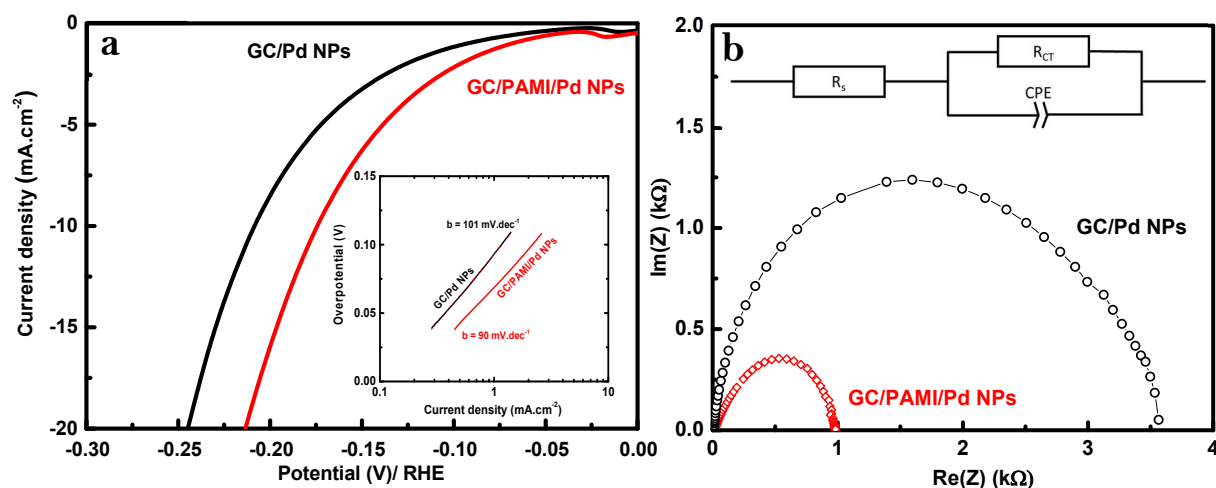 a
GC/Pd NPs
GC/PAMI/Pd NPs
Current density (mA.cm⁻²)
0
-5
-10
-15
-20
-0.30 -0.25 -0.20 -0.15 -0.10 -0.05 0.00
Potential (V)/ RHE
Overpotential (V)
0.15
0.10
0.05
0.00
b = 101 mV.dec⁻¹
GC/Pd NPs
GC/PAMI/Pd NPs
b = 90 mV.dec⁻¹
0.1 1 10
Current density (mA.cm⁻²)
b
R_CT
R_s
CPE
Im(Z) (kΩ)
2.0
1.5
1.0
0.5
0.0
GC/Pd NPs
GC/PAMI/Pd NPs
0 1 2 3 4
Re(Z) (kΩ)